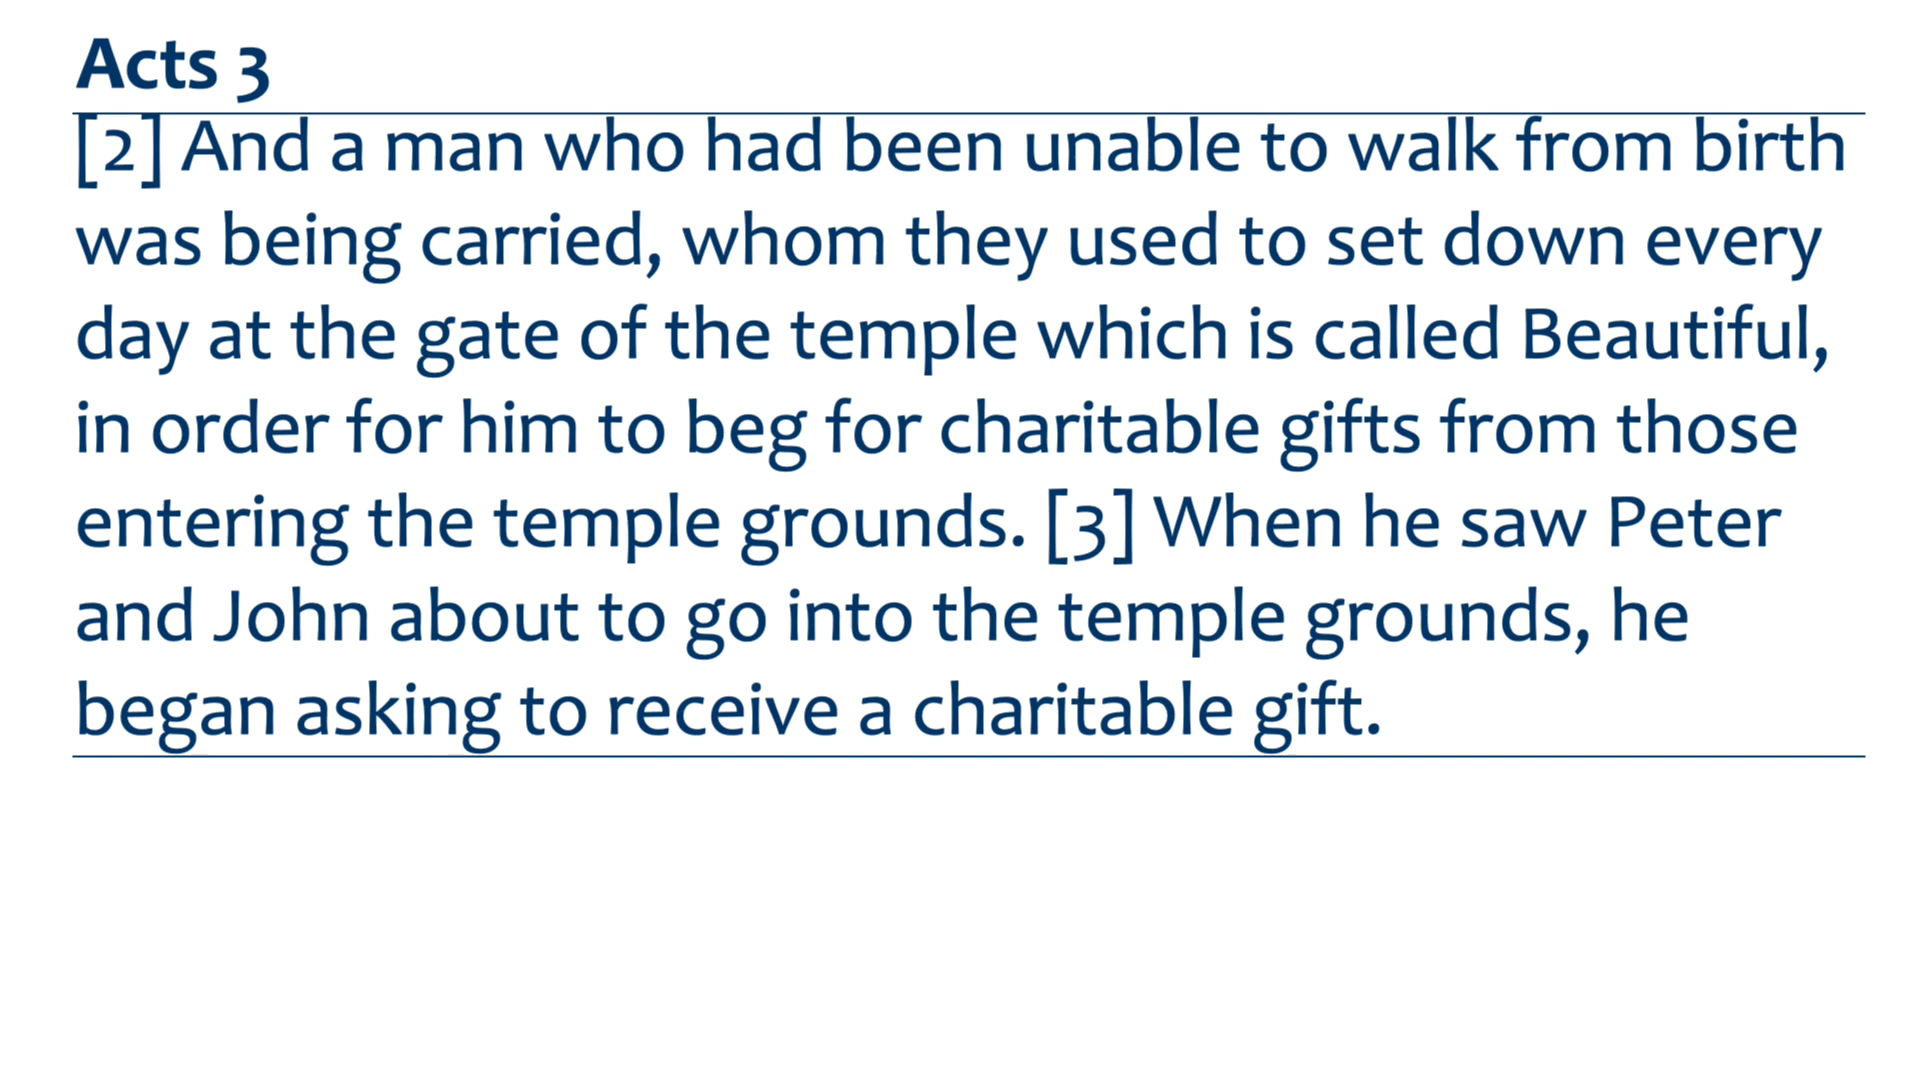 Acts 3
[2] And a man who had been unable to walk from birth
was being carried, whom they used to set down every
day at the gate of the temple which is called Beautiful,
in order for him to beg for charitable gifts from those
entering the temple grounds. [3] When he saw Peter
and John about to go into the temple grounds, he
began asking to receive a charitable gift.